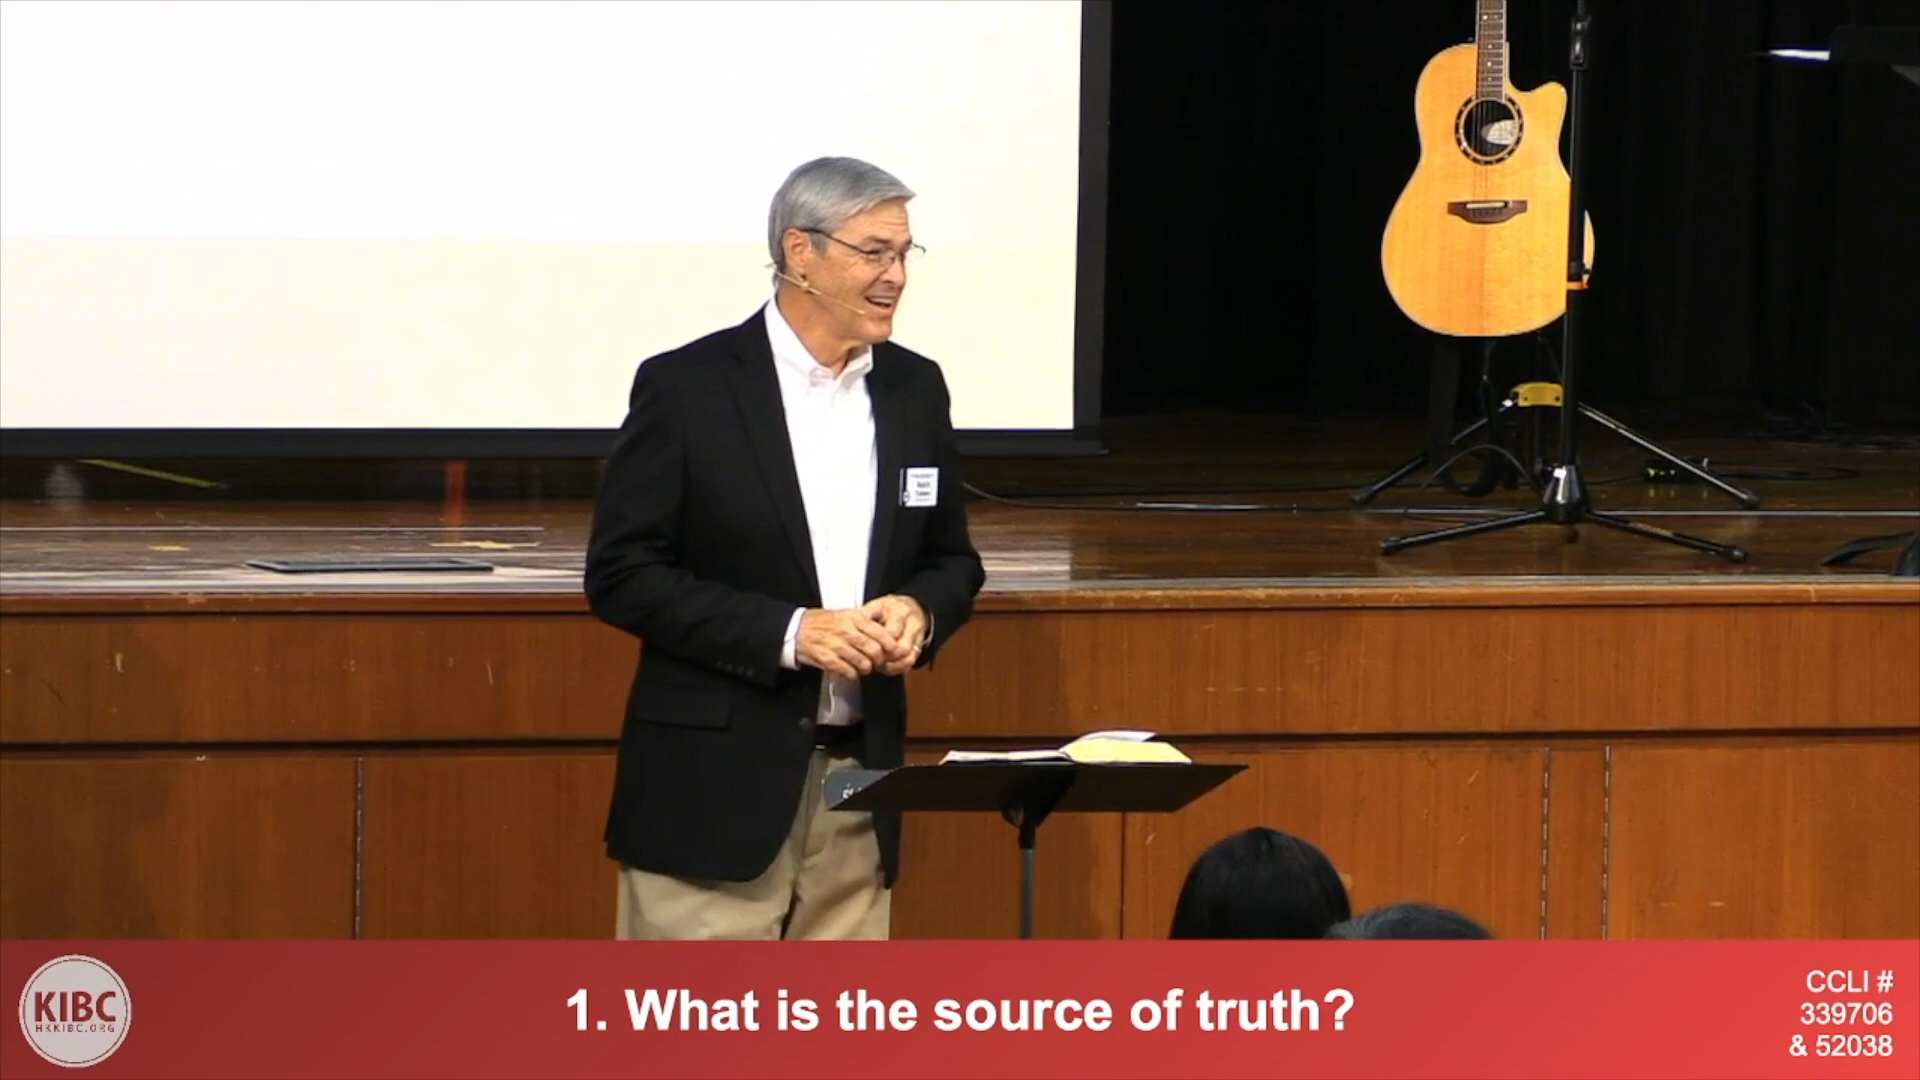 KIBC
HKKIBC.ORG
1. What is the source of truth?
CCLI #
339706
& 52038